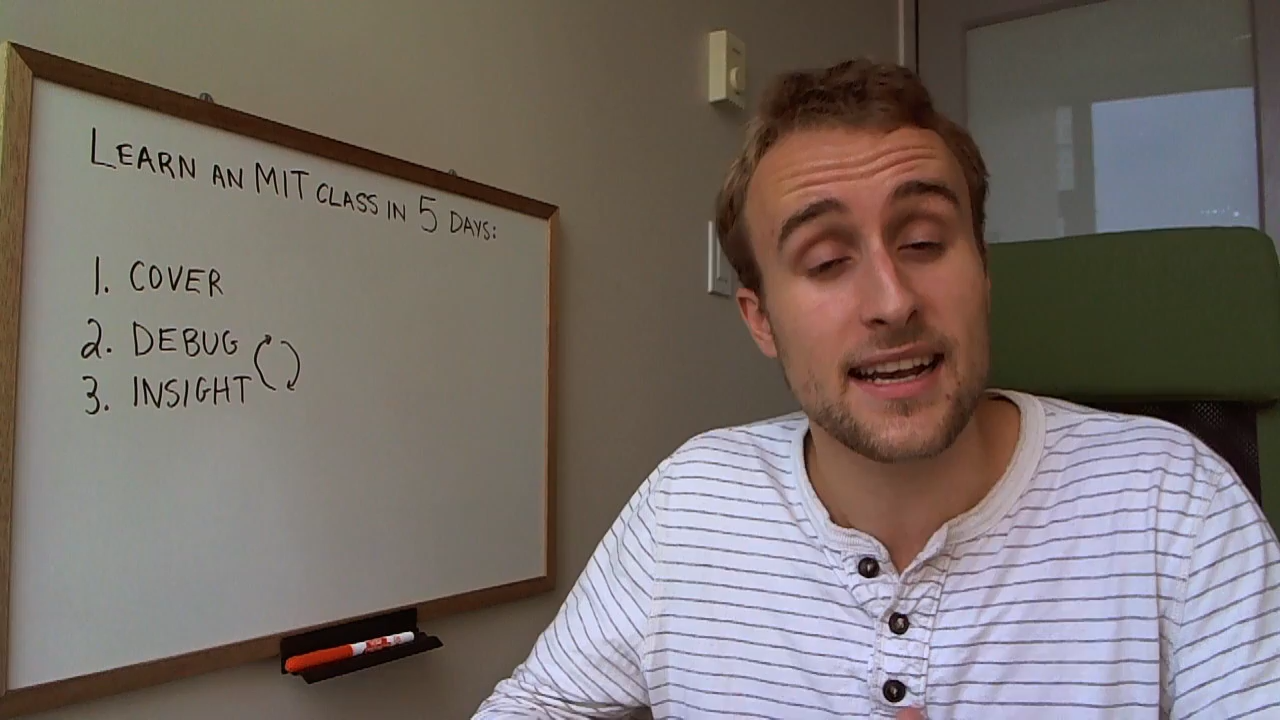 LEARN AN MIT CLASS IN 5 DAYS:
1. COVER
2. DEBUG
3. INSIGHT